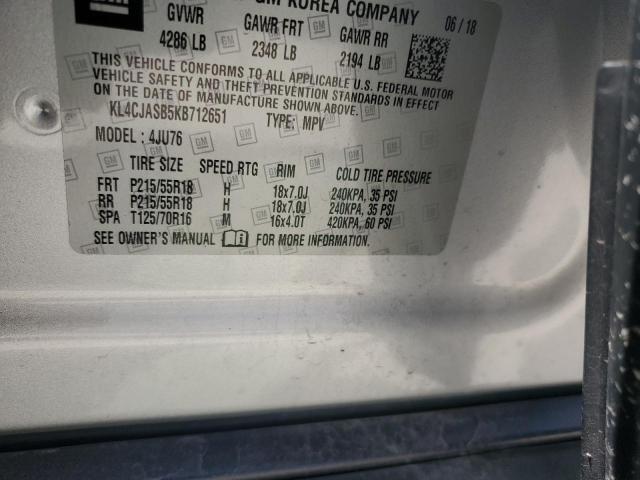 GM KOREA COMPANY 06 / 18
GVWR GAWR FRT GAWR RR
4286 LB 2348 LB 2194 LB
THIS VEHICLE CONFORMS TO ALL APPLICABLE U.S. FEDERAL MOTOR
VEHICLE SAFETY AND THEFT PREVENTION STANDARDS IN EFFECT
ON THE DATE OF MANUFACTURE SHOWN ABOVE.
KL4CJASB5KB712651 TYPE: MPV
MODEL: 4JU76
TIRE SIZE SPEED RTG RIM COLD TIRE PRESSURE
FRT P215/55R18 H 18x7.0J 240KPA, 35 PSI
RR P215/55R18 H 18x7.0J 240KPA, 35 PSI
SPA T125/70R16 M 16x4.0T 420KPA, 60 PSI
SEE OWNER'S MANUAL FOR MORE INFORMATION.